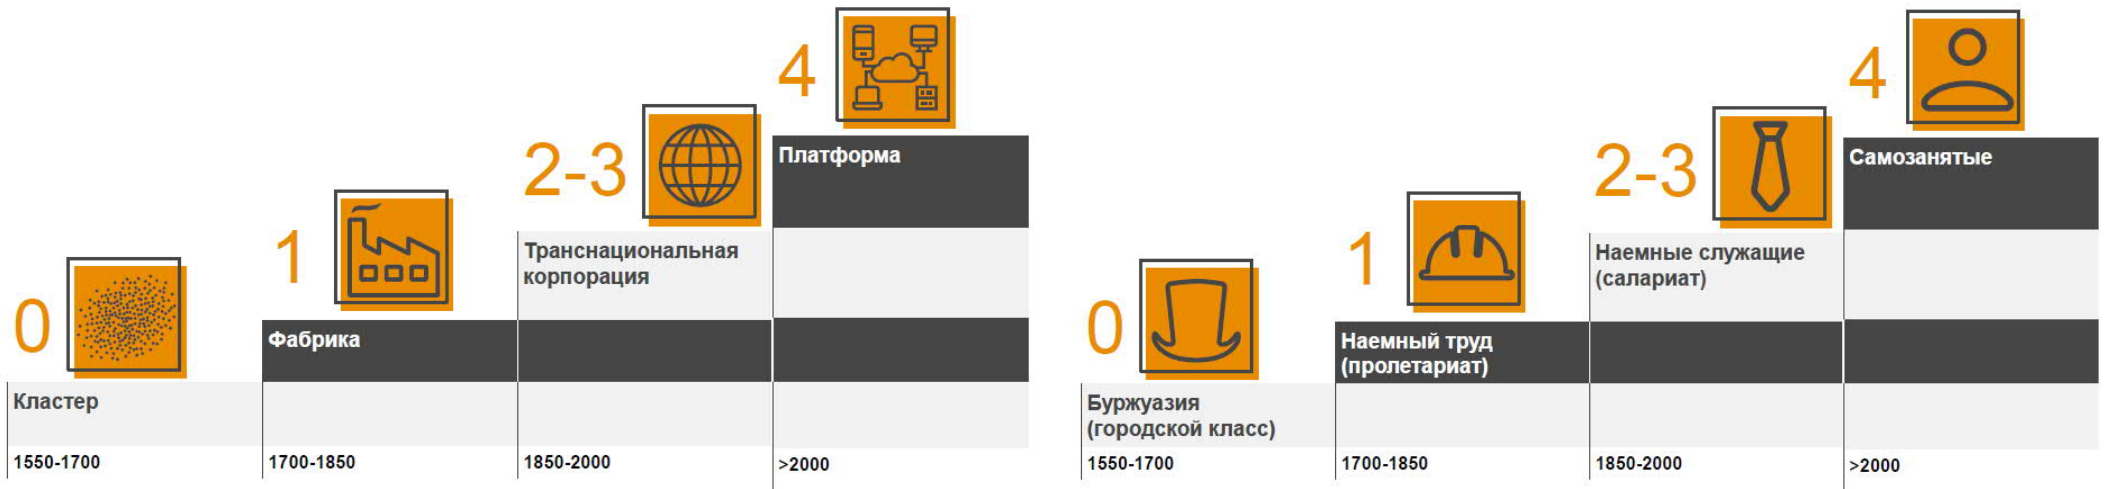 4
Платформа
2-3
Транснациональная
корпорация
1
Фабрика
0
Кластер
1550-1700
1700-1850
1850-2000
>2000
4
Самозанятые
2-3
Наемные служащие
(салариат)
1
Наемный труд
(пролетариат)
0
Буржуазия
(городской класс)
1550-1700
1700-1850
1850-2000
>2000